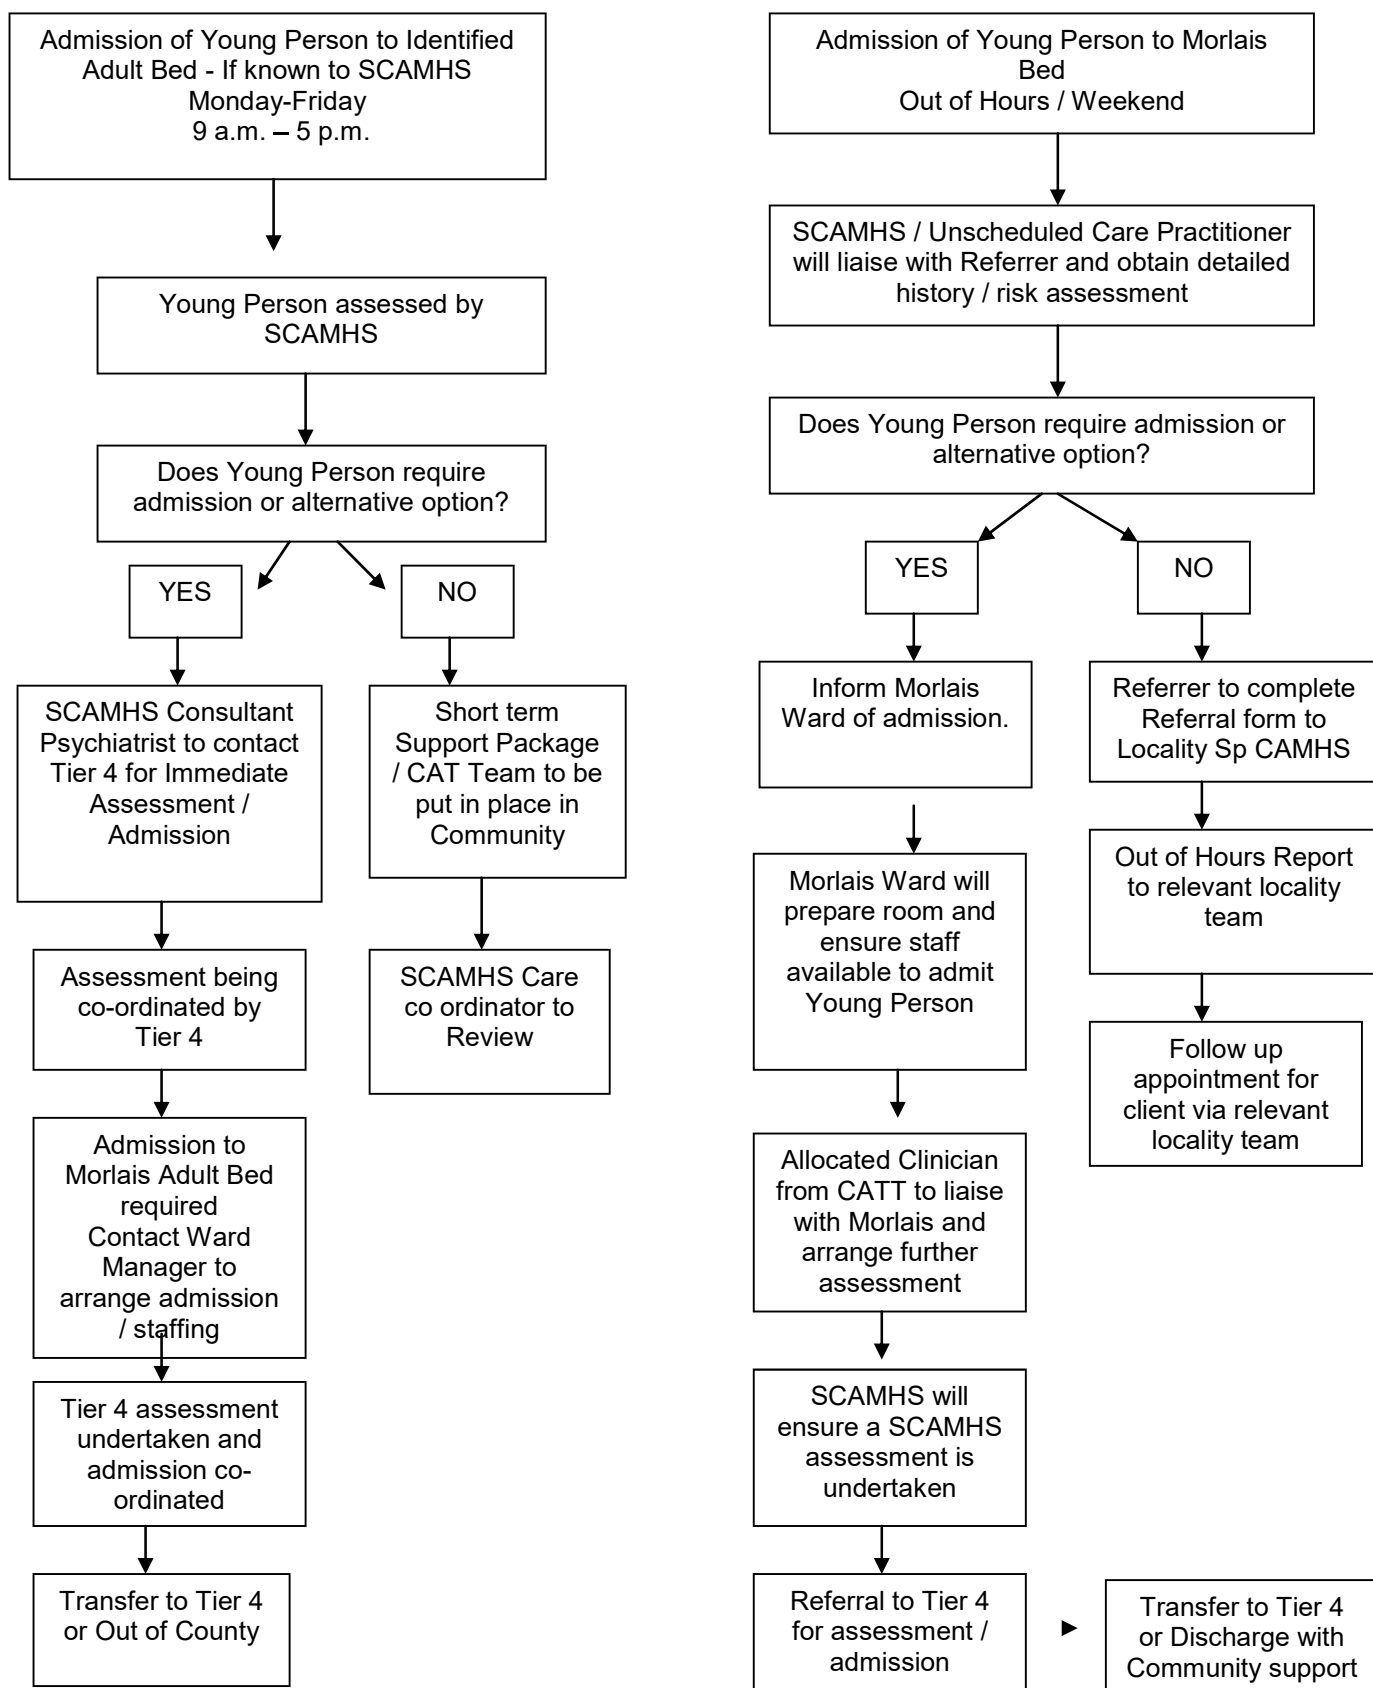 Admission of Young Person to Identified
Adult Bed - If known to SCAMHS
Monday-Friday
9 a.m. – 5 p.m.
Young Person assessed by
SCAMHS
Does Young Person require
admission or alternative option?
YES
NO
SCAMHS Consultant
Psychiatrist to contact
Tier 4 for Immediate
Assessment /
Admission
Short term
Support Package
/ CAT Team to be
put in place in
Community
Assessment being
co-ordinated by
Tier 4
SCAMHS Care
co ordinator to
Review
Admission to
Morlais Adult Bed
required
Contact Ward
Manager to
arrange admission
/ staffing
Tier 4 assessment
undertaken and
admission co-
ordinated
Transfer to Tier 4
or Out of County
Admission of Young Person to Morlais
Bed
Out of Hours / Weekend
SCAMHS / Unscheduled Care Practitioner
will liaise with Referrer and obtain detailed
history / risk assessment
Does Young Person require admission or
alternative option?
YES
NO
Inform Morlais
Ward of admission.
Referrer to complete
Referral form to
Locality Sp CAMHS
Morlais Ward will
prepare room and
ensure staff
available to admit
Young Person
Out of Hours Report
to relevant locality
team
Follow up
appointment for
client via relevant
locality team
Allocated Clinician
from CATT to liaise
with Morlais and
arrange further
assessment
SCAMHS will
ensure a SCAMHS
assessment is
undertaken
Referral to Tier 4
for assessment /
admission
Transfer to Tier 4
or Discharge with
Community support